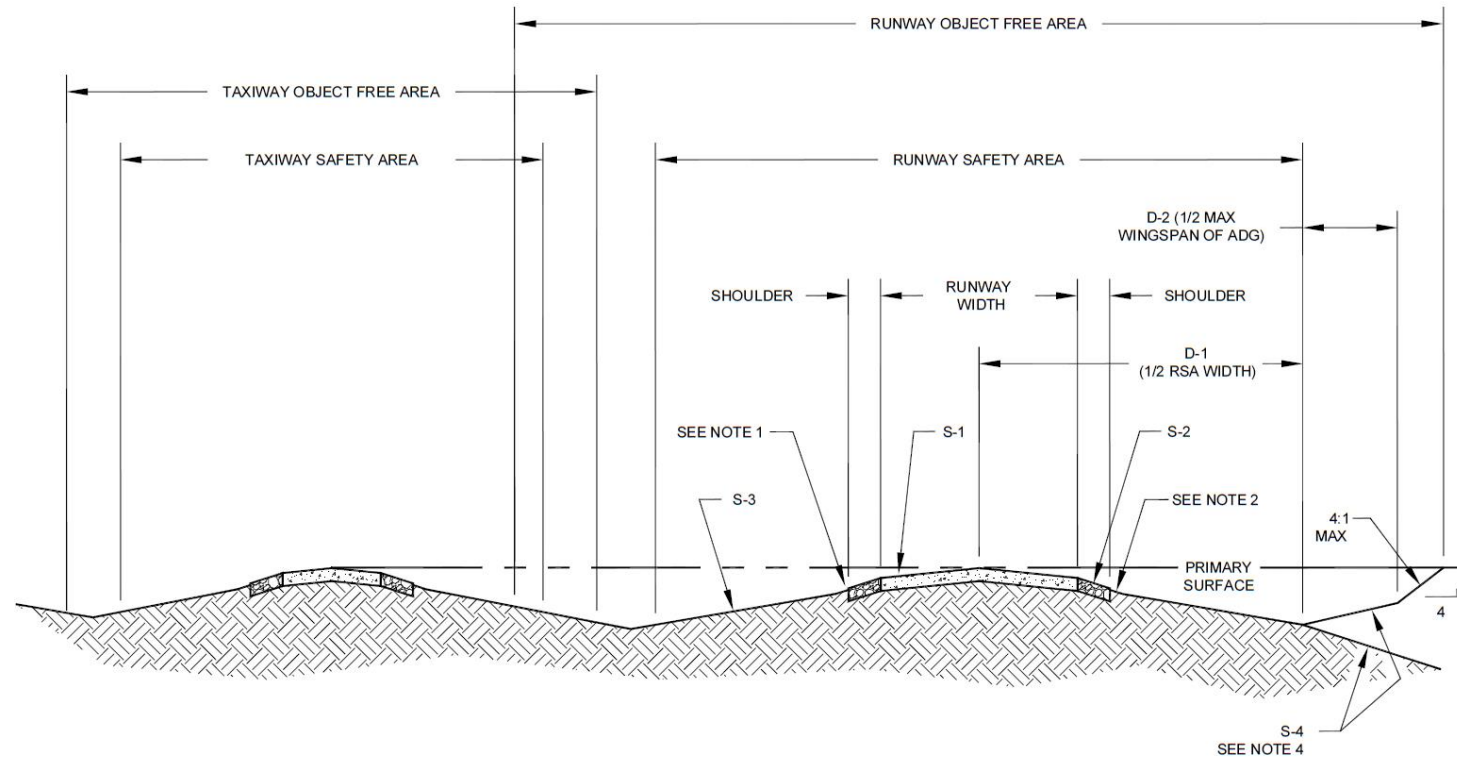 RUNWAY OBJECT FREE AREA
TAXIWAY OBJECT FREE AREA
TAXIWAY SAFETY AREA
RUNWAY SAFETY AREA
D-2 (1/2 MAX
WINGSPAN OF ADG)
SHOULDER
RUNWAY
WIDTH
SHOULDER
D-1
(1/2 RSA WIDTH)
SEE NOTE 1
S-1
S-2
S-3
SEE NOTE 2
4:1
MAX
PRIMARY
SURFACE
4
S-4
SEE NOTE 4